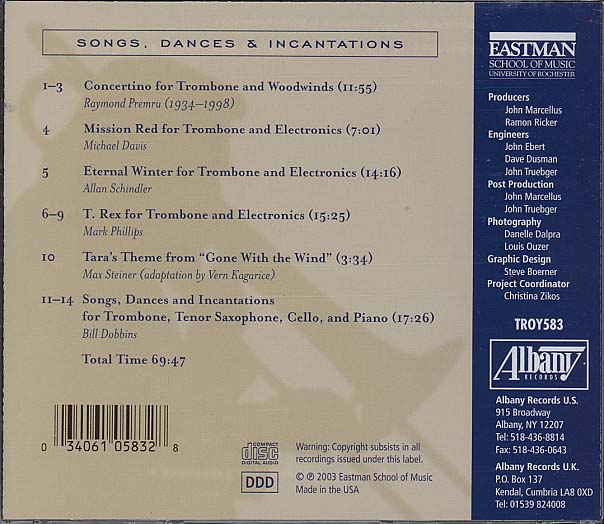 SONGS, DANCES & INCANTATIONS
1–3 Concertino for Trombone and Woodwinds (11:55)
Raymond Premru (1934–1998)
4 Mission Red for Trombone and Electronics (7:01)
Michael Davis
5 Eternal Winter for Trombone and Electronics (14:16)
Allan Schindler
6–9 T. Rex for Trombone and Electronics (15:25)
Mark Phillips
10 Tara's Theme from "Gone With the Wind" (3:34)
Max Steiner (adaptation by Vern Kagarice)
11–14 Songs, Dances and Incantations
for Trombone, Tenor Saxophone, Cello, and Piano (17:26)
Bill Dobbins
Total Time 69:47
0 34061 05832 8
COMPACT
disc
DIGITAL AUDIO
DDD
Warning: Copyright subsists in all
recordings issued under this label.
© ℗ 2003 Eastman School of Music
Made in the USA
EASTMAN
SCHOOL OF MUSIC
UNIVERSITY OF ROCHESTER
Producers
John Marcellus
Ramon Ricker
Engineers
John Ebert
Dave Dusman
John Truebger
Post Production
John Marcellus
John Truebger
Photography
Danelle Dalpra
Louis Ouzer
Graphic Design
Steve Boerner
Project Coordinator
Christina Zikos
TROY583
Albany
RECORDS
Albany Records U.S.
915 Broadway
Albany, NY 12207
Tel: 518-436-8814
Fax: 518-436-0643
Albany Records U.K.
P.O. Box 137
Kendal, Cumbria LA8 0XD
Tel: 01539 824008